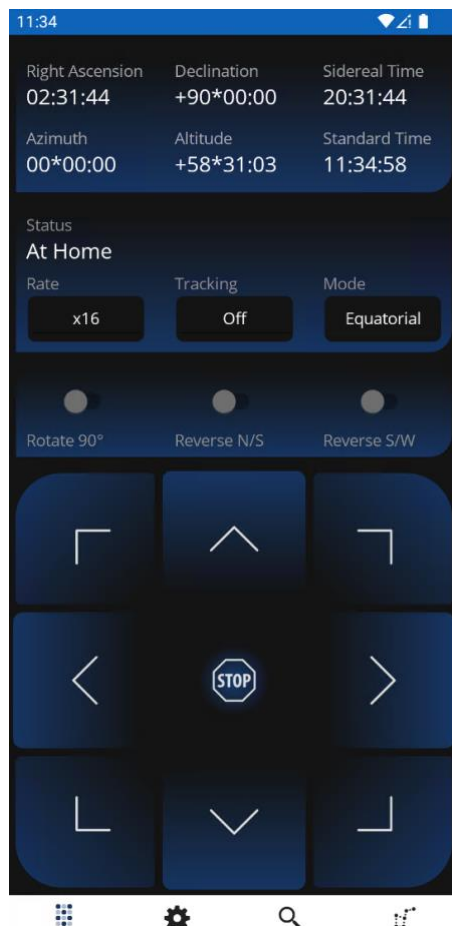 11:34
Right Ascension Declination Sidereal Time
02:31:44 +90*00:00 20:31:44
Azimuth Altitude Standard Time
00*00:00 +58*31:03 11:34:58
Status
At Home
Rate Tracking Mode
x16 Off Equatorial
Rotate 90° Reverse N/S Reverse S/W
STOP